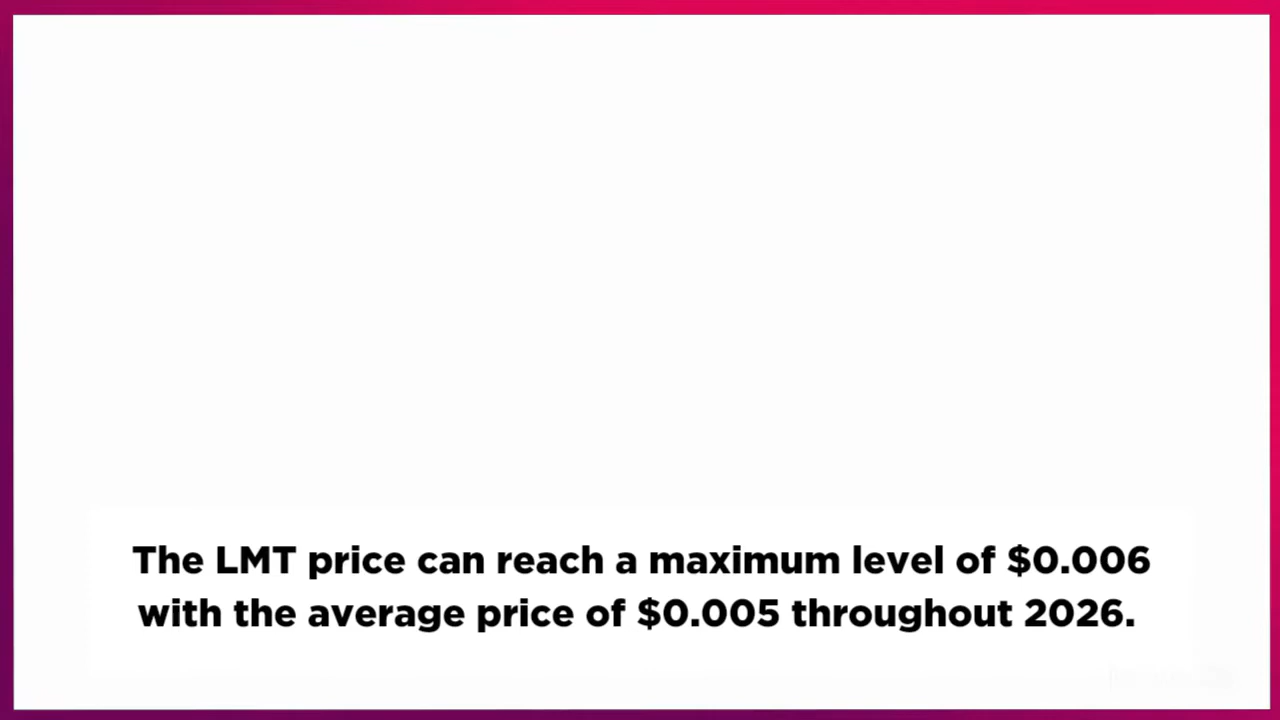 The LMT price can reach a maximum level of $0.006
with the average price of $0.005 throughout 2026.